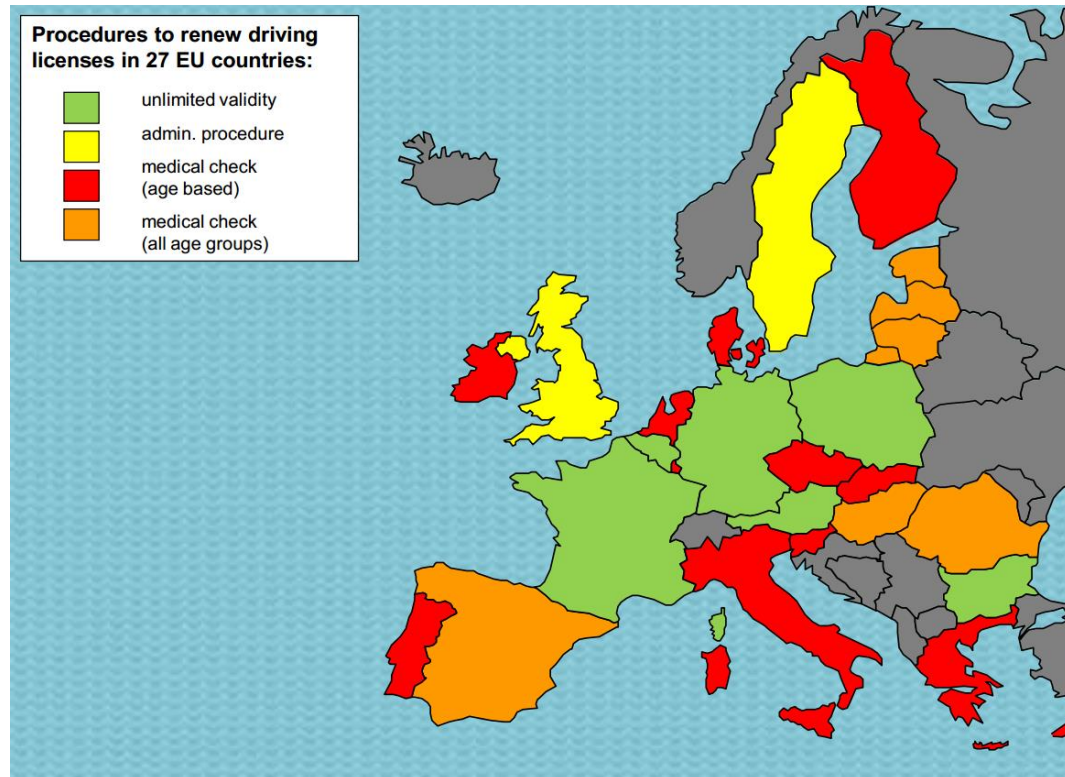 Procedures to renew driving
licenses in 27 EU countries:
unlimited validity
admin. procedure
medical check
(age based)
medical check
(all age groups)